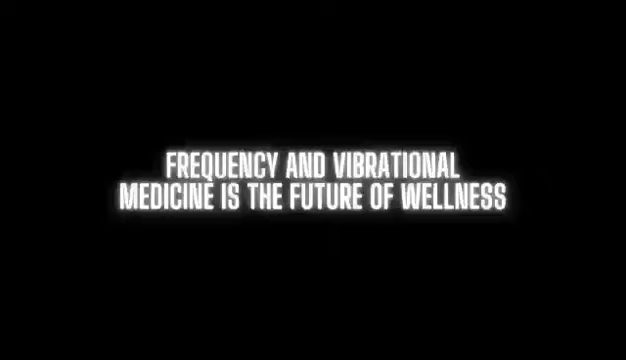 FREQUENCY AND VIBRATIONAL
MEDICINE IS THE FUTURE OF WELLNESS